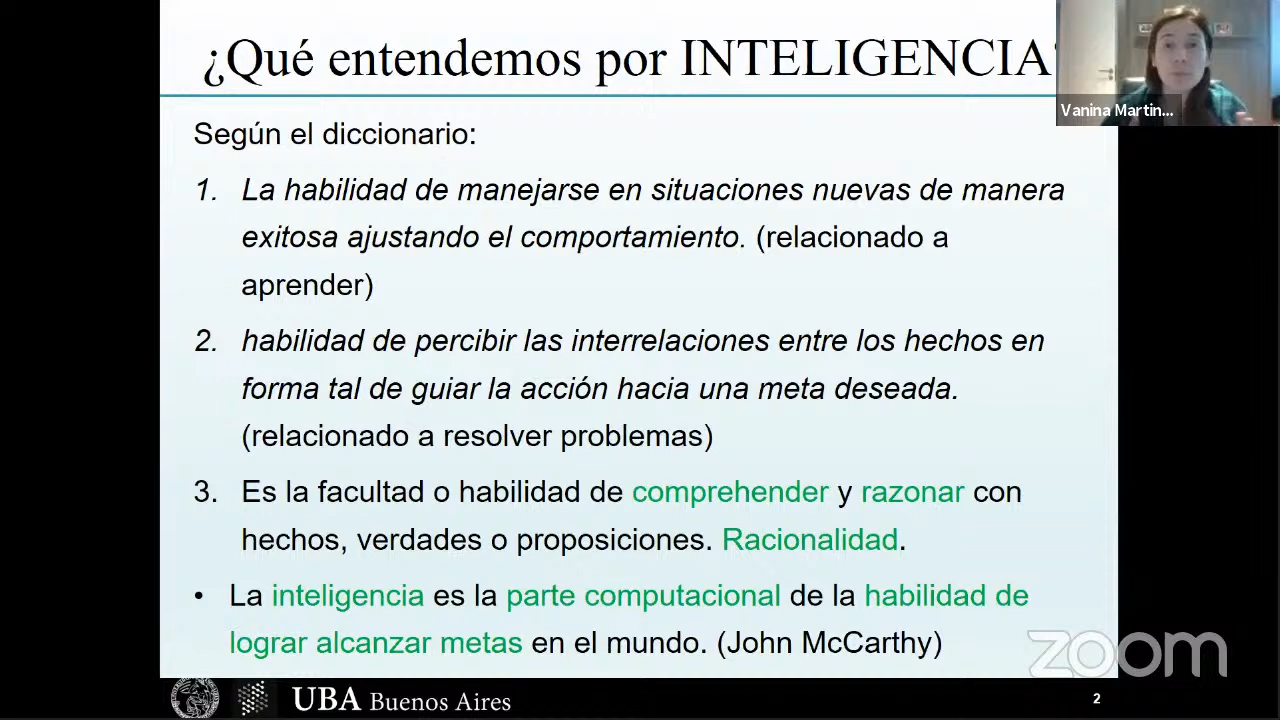 ¿Qué entendemos por INTELIGENCIA?
Vanina Martin...
Según el diccionario:
1. La habilidad de manejarse en situaciones nuevas de manera
exitosa ajustando el comportamiento. (relacionado a
aprender)
2. habilidad de percibir las interrelaciones entre los hechos en
forma tal de guiar la acción hacia una meta deseada.
(relacionado a resolver problemas)
3. Es la facultad o habilidad de comprehender y razonar con
hechos, verdades o proposiciones. Racionalidad.
• La inteligencia es la parte computacional de la habilidad de
lograr alcanzar metas en el mundo. (John McCarthy)
zoom
UBA Buenos Aires
2